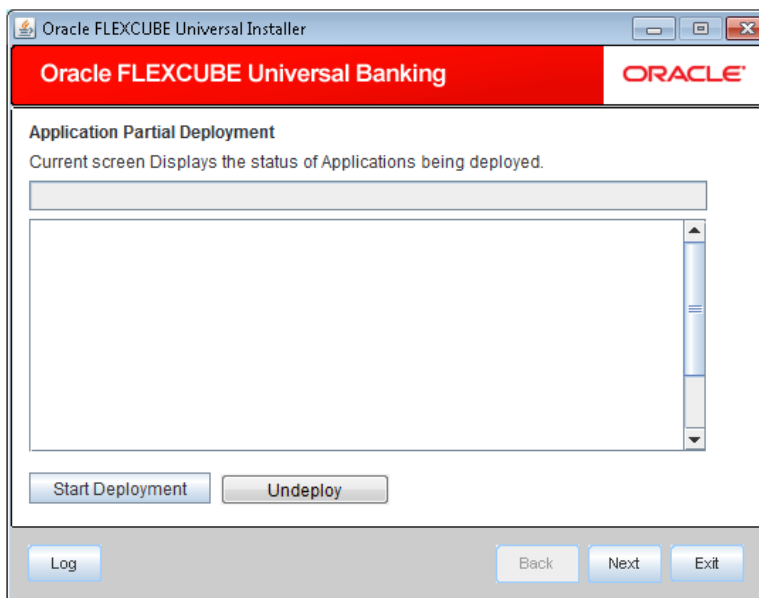 Oracle FLEXCUBE Universal Installer
Oracle FLEXCUBE Universal Banking
ORACLE
Application Partial Deployment
Current screen Displays the status of Applications being deployed.
Start Deployment
Undeploy
Log
Back
Next
Exit